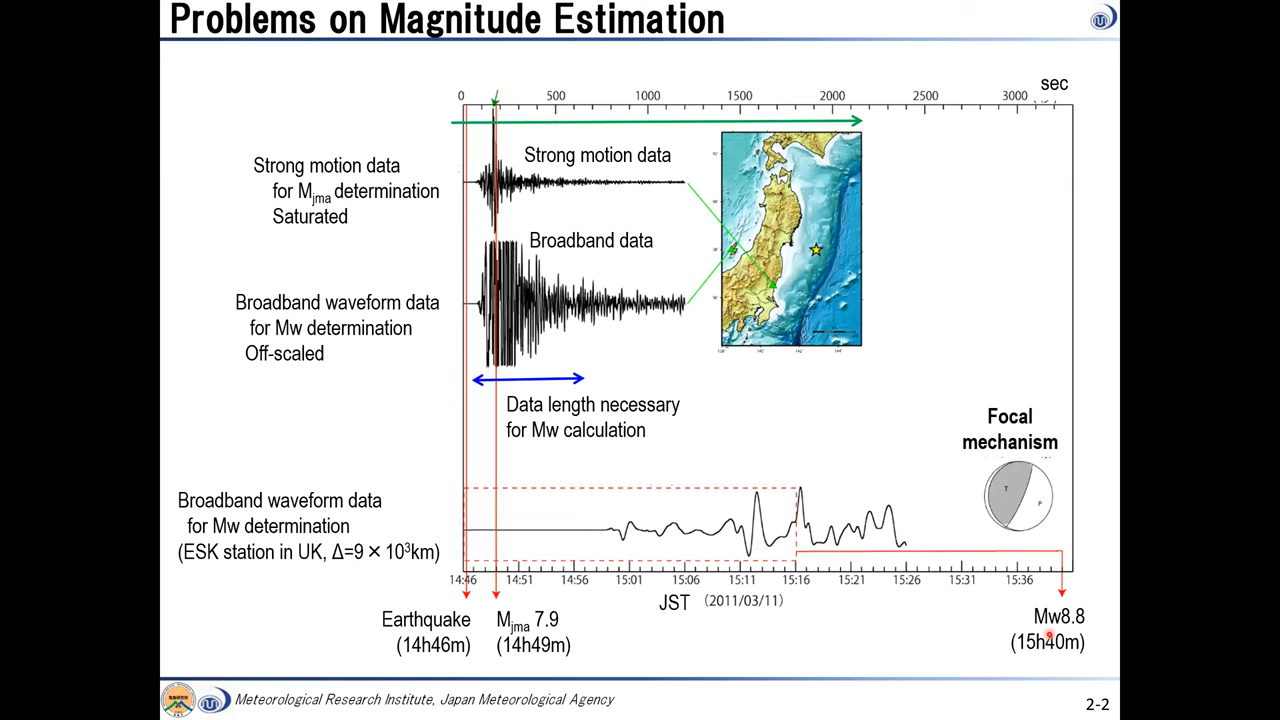 Problems on Magnitude Estimation
sec
0 500 1000 1500 2000 2500 3000
Strong motion data
for Mjma determination
Saturated
Strong motion data
Broadband data
Broadband waveform data
for Mw determination
Off-scaled
Data length necessary
for Mw calculation
Focal
mechanism
T
P
Broadband waveform data
for Mw determination
(ESK station in UK, Δ=9×10³km)
14:46 14:51 14:56 15:01 15:06 15:11 15:16 15:21 15:26 15:31 15:36
JST (2011/03/11)
Earthquake
(14h46m)
Mjma 7.9
(14h49m)
Mw8.8
(15h40m)
Meteorological Research Institute, Japan Meteorological Agency
2-2